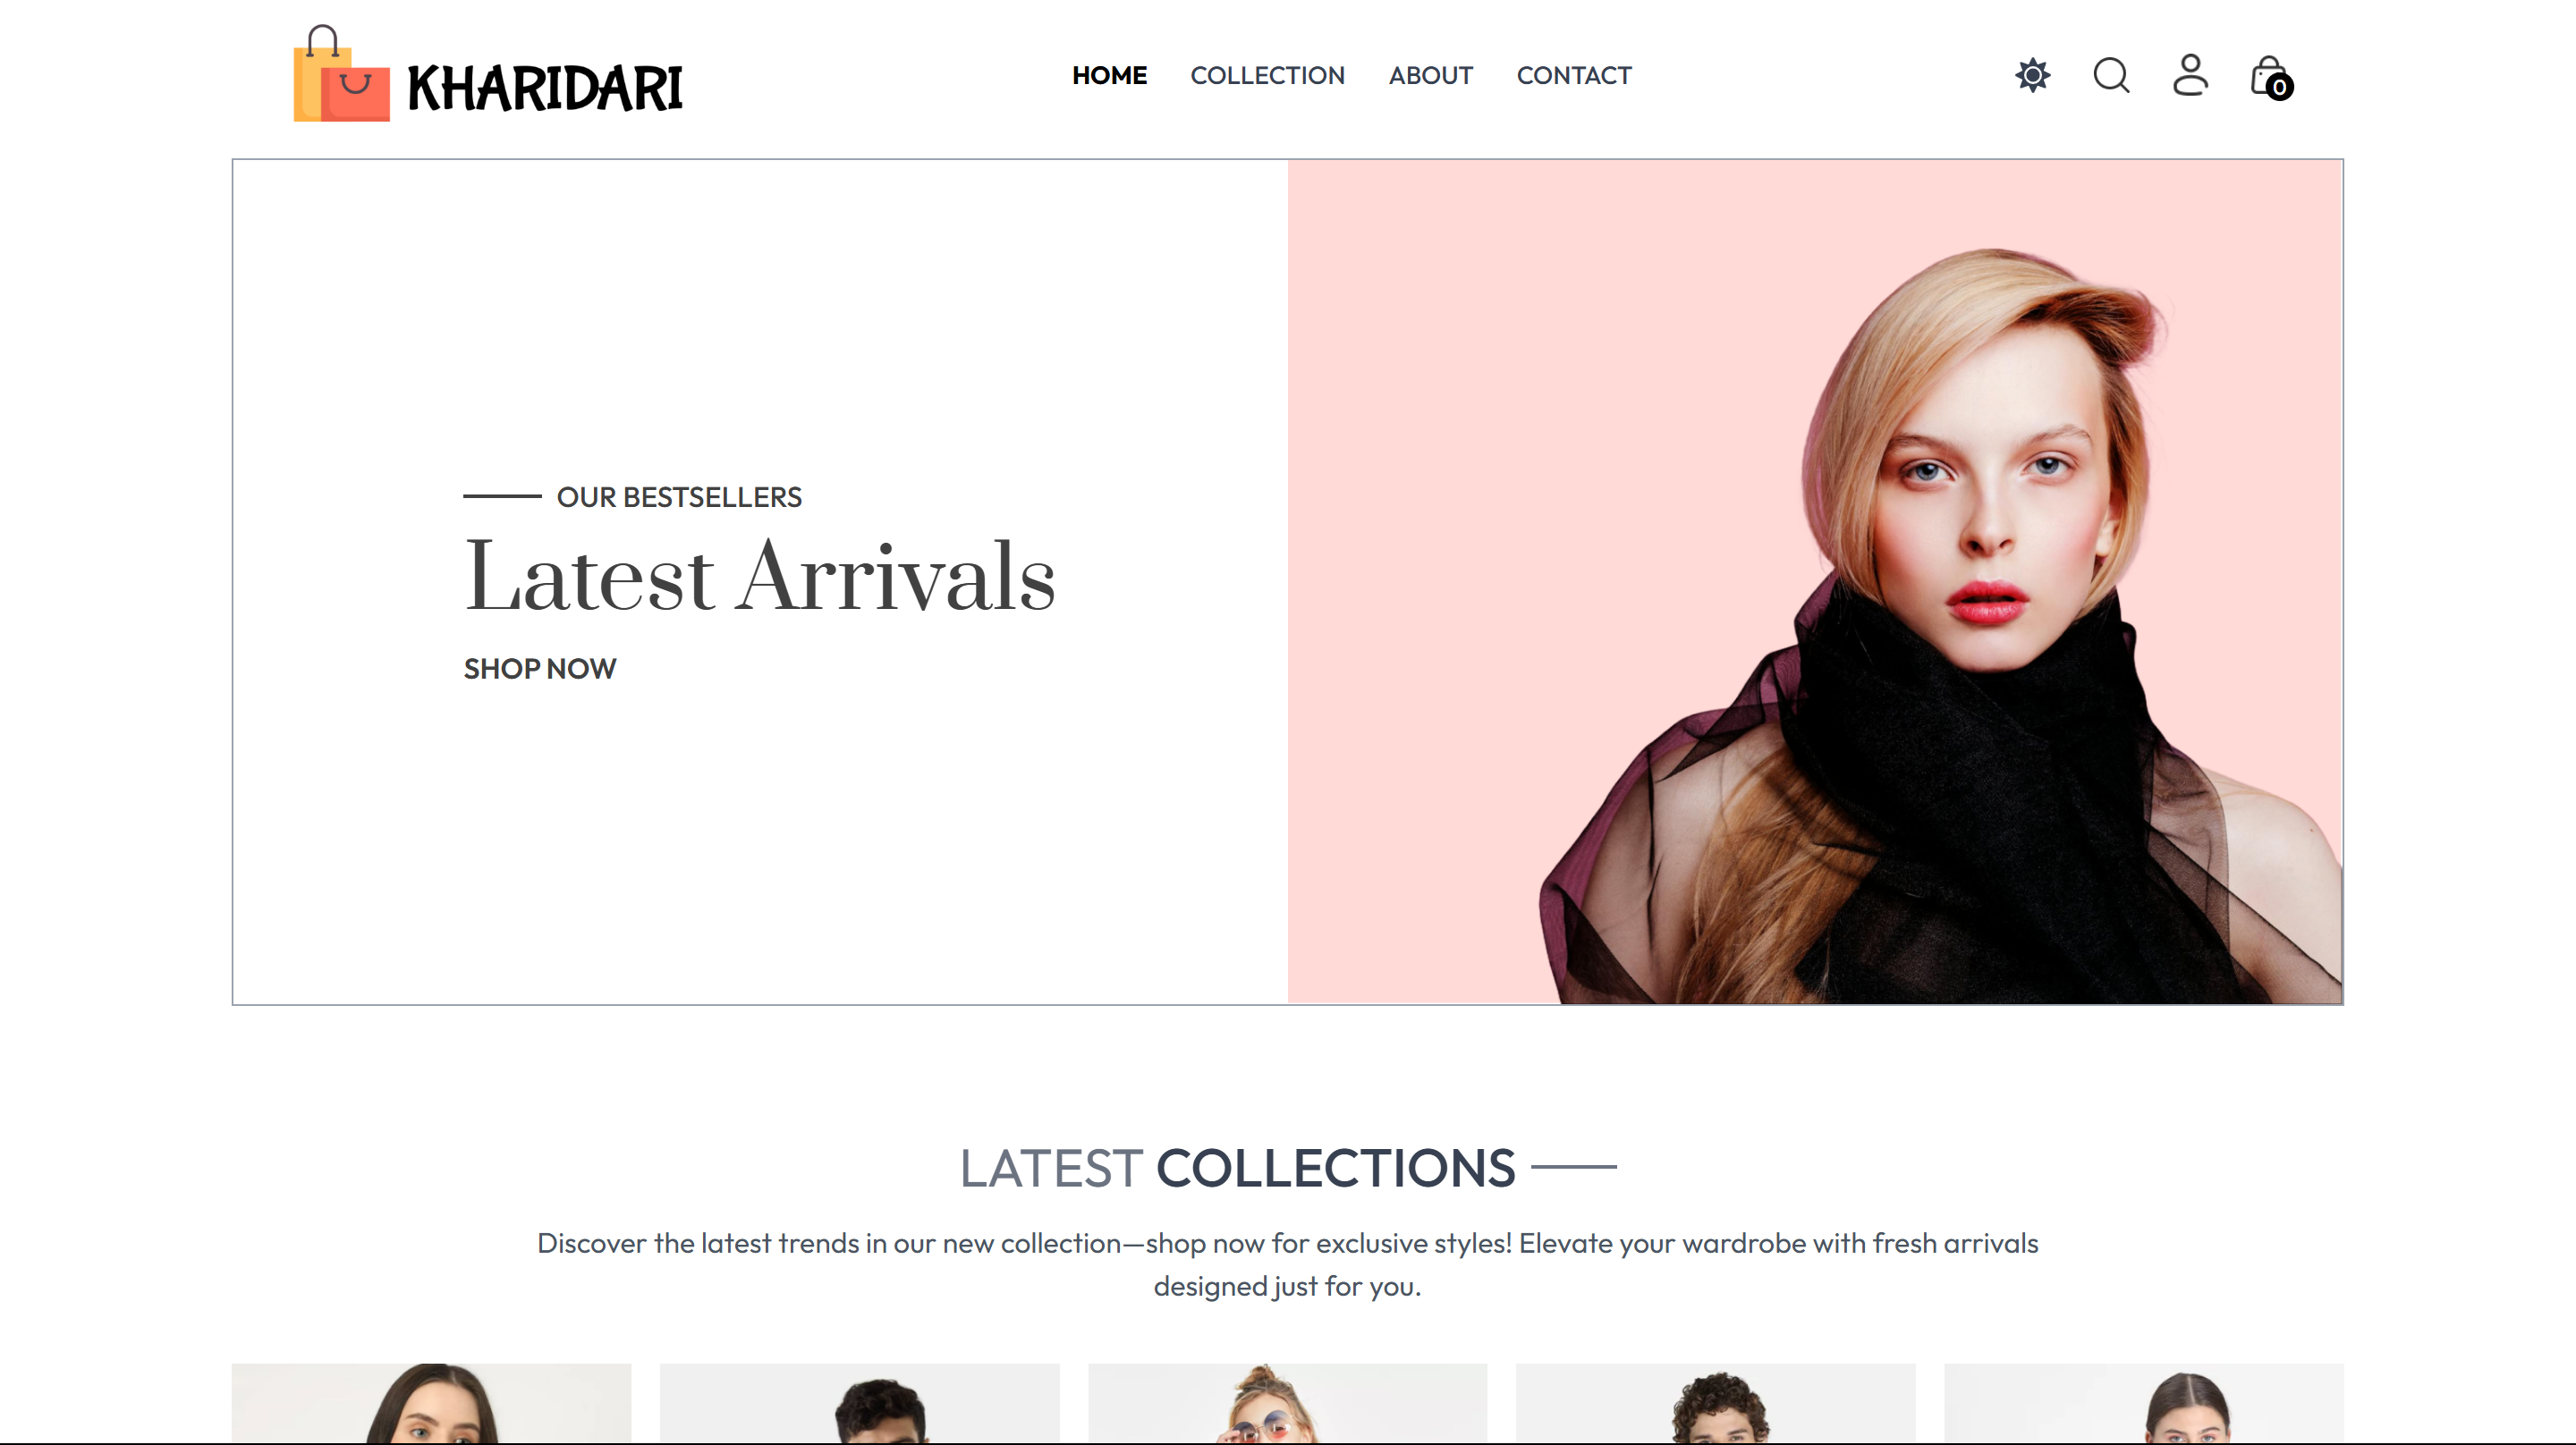 KHARIDARI
HOME COLLECTION ABOUT CONTACT
0
OUR BESTSELLERS
Latest Arrivals
SHOP NOW
LATEST COLLECTIONS
Discover the latest trends in our new collection—shop now for exclusive styles! Elevate your wardrobe with fresh arrivals
designed just for you.